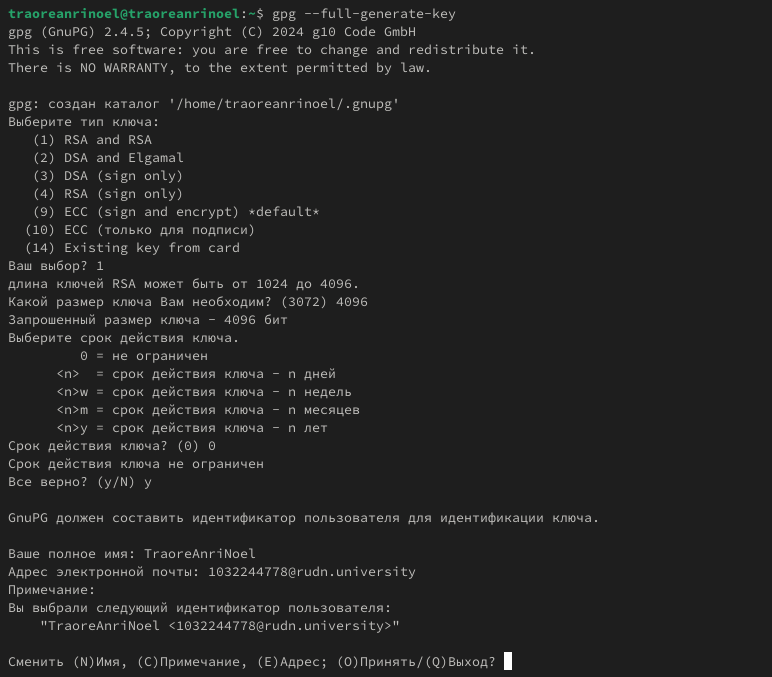 traoreanrinoel@traoreanrinoel:~$ gpg --full-generate-key
gpg (GnuPG) 2.4.5; Copyright (C) 2024 g10 Code GmbH
This is free software: you are free to change and redistribute it.
There is NO WARRANTY, to the extent permitted by law.

gpg: создан каталог '/home/traoreanrinoel/.gnupg'
Выберите тип ключа:
   (1) RSA and RSA
   (2) DSA and Elgamal
   (3) DSA (sign only)
   (4) RSA (sign only)
   (9) ECC (sign and encrypt) *default*
  (10) ECC (только для подписи)
  (14) Existing key from card
Ваш выбор? 1
длина ключей RSA может быть от 1024 до 4096.
Какой размер ключа Вам необходим? (3072) 4096
Запрошенный размер ключа - 4096 бит
Выберите срок действия ключа.
         0 = не ограничен
      <n>  = срок действия ключа - n дней
      <n>w = срок действия ключа - n недель
      <n>m = срок действия ключа - n месяцев
      <n>y = срок действия ключа - n лет
Срок действия ключа? (0) 0
Срок действия ключа не ограничен
Все верно? (y/N) y

GnuPG должен составить идентификатор пользователя для идентификации ключа.

Ваше полное имя: TraoreAnriNoel
Адрес электронной почты: 1032244778@rudn.university
Примечание:
Вы выбрали следующий идентификатор пользователя:
    "TraoreAnriNoel <1032244778@rudn.university>"

Сменить (N)Имя, (C)Примечание, (E)Адрес; (O)Принять/(Q)Выход?